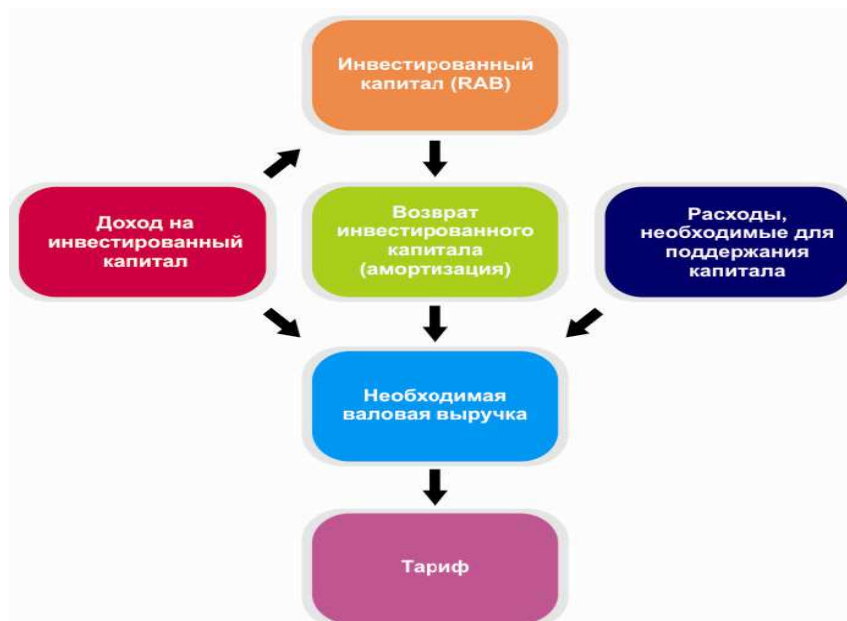 Инвестированный
капитал (RAB)
Доход на
инвестированный
капитал
Возврат
инвестированного
капитала
(амортизация)
Расходы,
необходимые для
поддержания
капитала
Необходимая
валовая выручка
Тариф